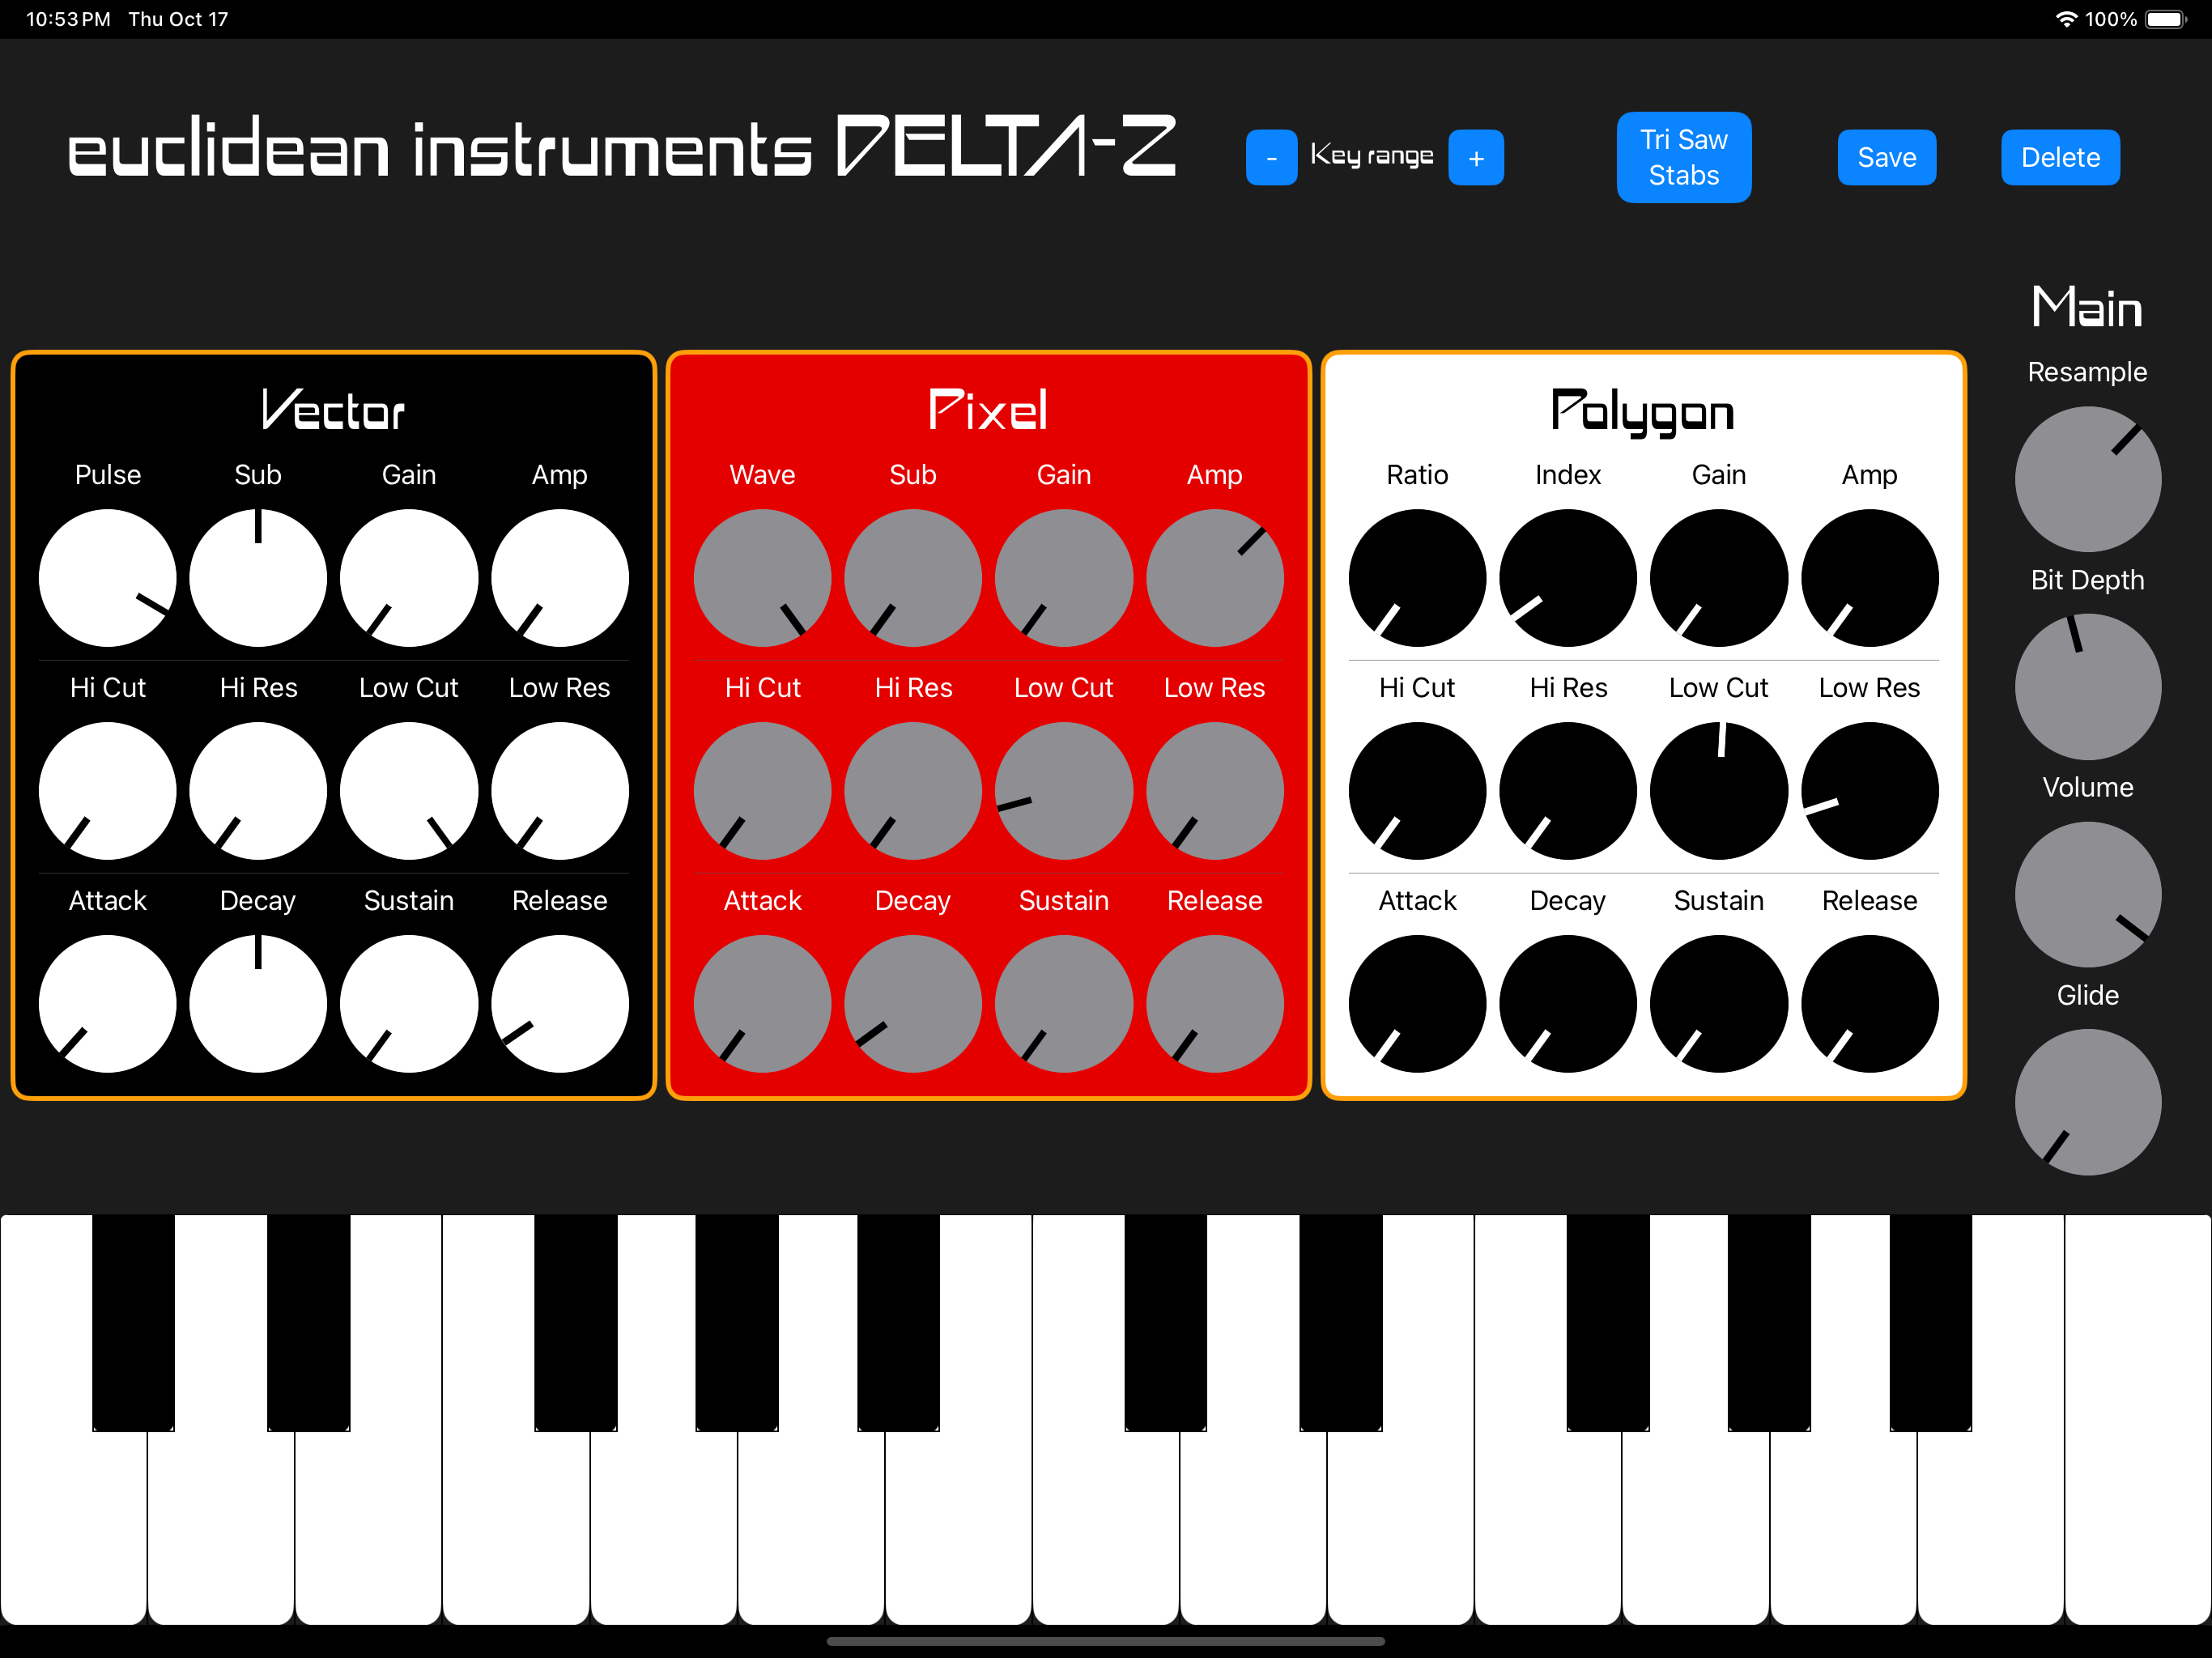 10:53 PM Thu Oct 17
100%
euclidean instruments DELTA-Z
- Key range +
Tri Saw
Stabs
Save
Delete
Vector
Pulse Sub Gain Amp
Hi Cut Hi Res Low Cut Low Res
Attack Decay Sustain Release
Pixel
Wave Sub Gain Amp
Hi Cut Hi Res Low Cut Low Res
Attack Decay Sustain Release
Polygon
Ratio Index Gain Amp
Hi Cut Hi Res Low Cut Low Res
Attack Decay Sustain Release
Main
Resample
Bit Depth
Volume
Glide